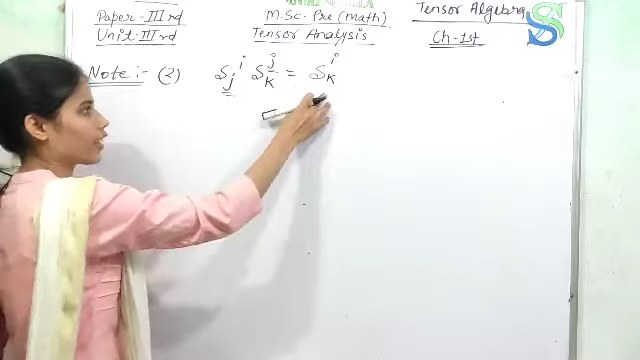 Paper-IIIrd
Unit-IIIrd
M.Sc-Pre (Math)
Tensor Analysis
Tensor Algebra
Ch-1st
Note:- (2) δ_j^i δ_k^j = δ_k^i